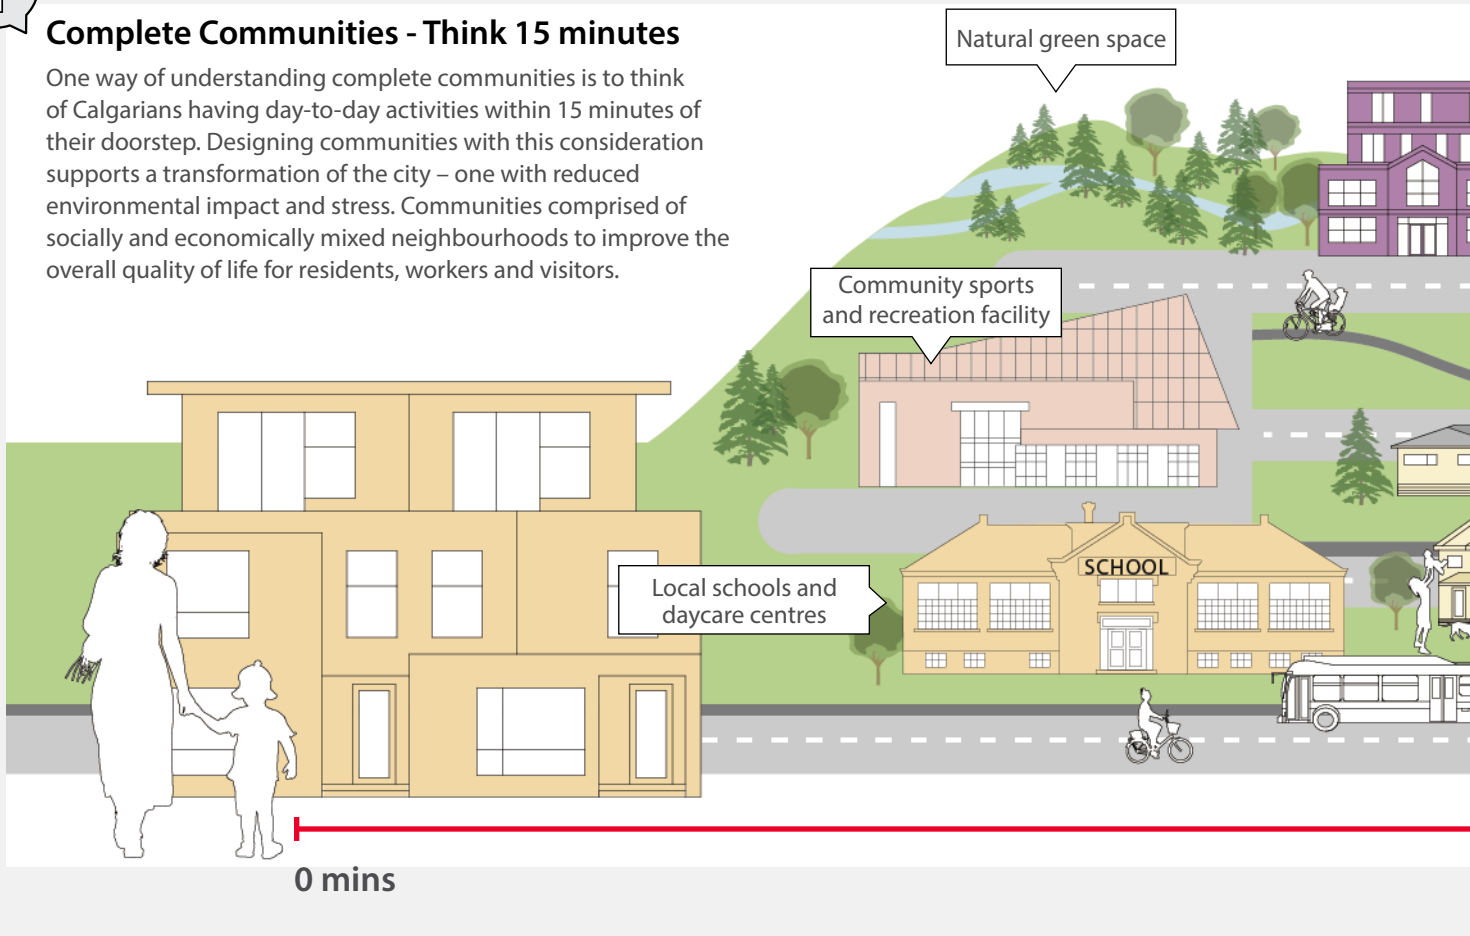 Complete Communities - Think 15 minutes
One way of understanding complete communities is to think
of Calgarians having day-to-day activities within 15 minutes of
their doorstep. Designing communities with this consideration
supports a transformation of the city – one with reduced
environmental impact and stress. Communities comprised of
socially and economically mixed neighbourhoods to improve the
overall quality of life for residents, workers and visitors.
Natural green space
Community sports
and recreation facility
Local schools and
daycare centres
SCHOOL
0 mins